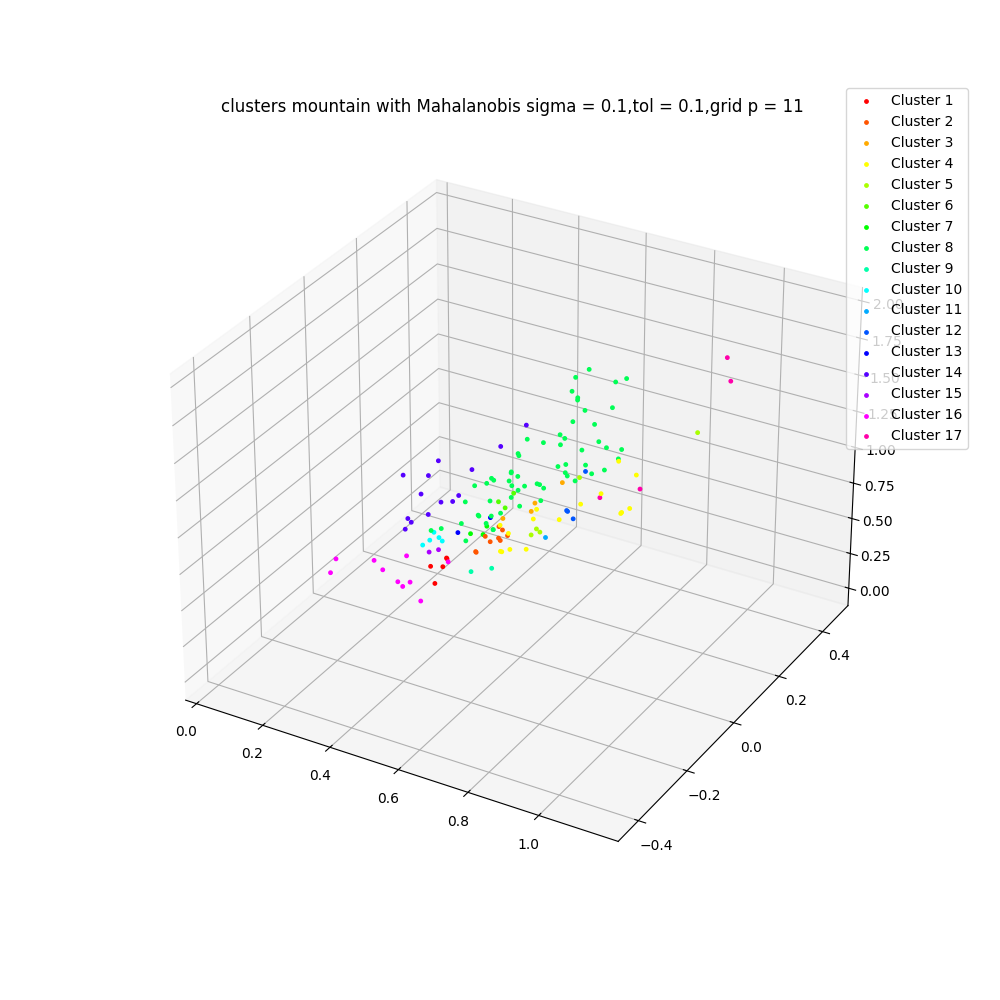 clusters mountain with Mahalanobis sigma = 0.1,tol = 0.1,grid p = 11
Cluster 1
Cluster 2
Cluster 3
Cluster 4
Cluster 5
Cluster 6
Cluster 7
Cluster 8
Cluster 9
Cluster 10
Cluster 11
Cluster 12
Cluster 13
Cluster 14
Cluster 15
Cluster 16
Cluster 17
2.00
1.75
1.50
1.25
1.00
0.75
0.50
0.25
0.00
0.4
0.2
0.0
−0.2
−0.4
0.0
0.2
0.4
0.6
0.8
1.0